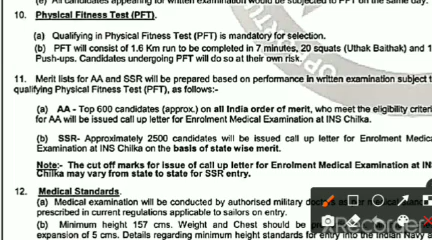 (e) All candidates appearing for written examination would be subjected to PFT on the same day.
10. Physical Fitness Test (PFT).
(a) Qualifying in Physical Fitness Test (PFT) is mandatory for selection.
(b) PFT will consist of 1.6 Km run to be completed in 7 minutes, 20 squats (Uthak Baithak) and 1
Push-ups. Candidates undergoing PFT will do so at their own risk.
11. Merit lists for AA and SSR will be prepared based on performance in written examination subject t
qualifying Physical Fitness Test (PFT), as follows:-
(a) AA - Top 600 candidates (approx.) on all India order of merit, who meet the eligibility criteri
for AA will be issued call up letter for Enrolment Medical Examination at INS Chilka.
(b) SSR- Approximately 2500 candidates will be issued call up letter for Enrolment Medica
Examination at INS Chilka on the basis of state wise merit.
Note:- The cut off marks for issue of call up letter for Enrolment Medical Examination at IN
Chilka may vary from state to state for SSR entry.
12. Medical Standards.
(a) Medical examination will be conducted by authorised military
prescribed in current regulations applicable to sailors on entry.
(b) Minimum height 157 cms. Weight and Chest should be
expansion of 5 cms. Details regarding minimum height standards for entry into the Indian Navy